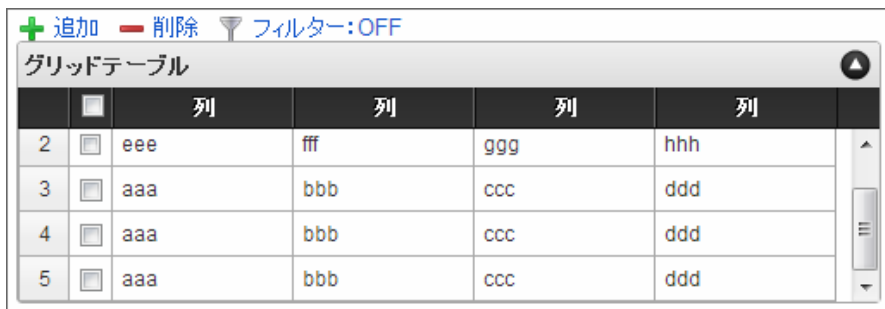 追加 削除 フィルター:OFF
グリッドテーブル
列 列 列 列
2 eee fff ggg hhh
3 aaa bbb ccc ddd
4 aaa bbb ccc ddd
5 aaa bbb ccc ddd